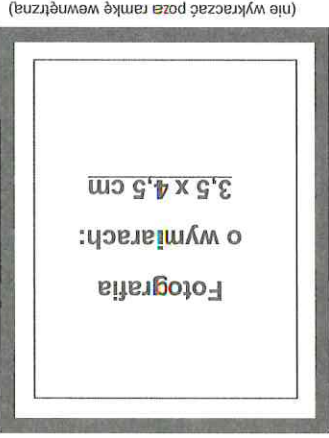 Fotografia
o wymiarach:
3,5 x 4,5 cm
(nie wykraczać poza ramkę wewnętrzną)